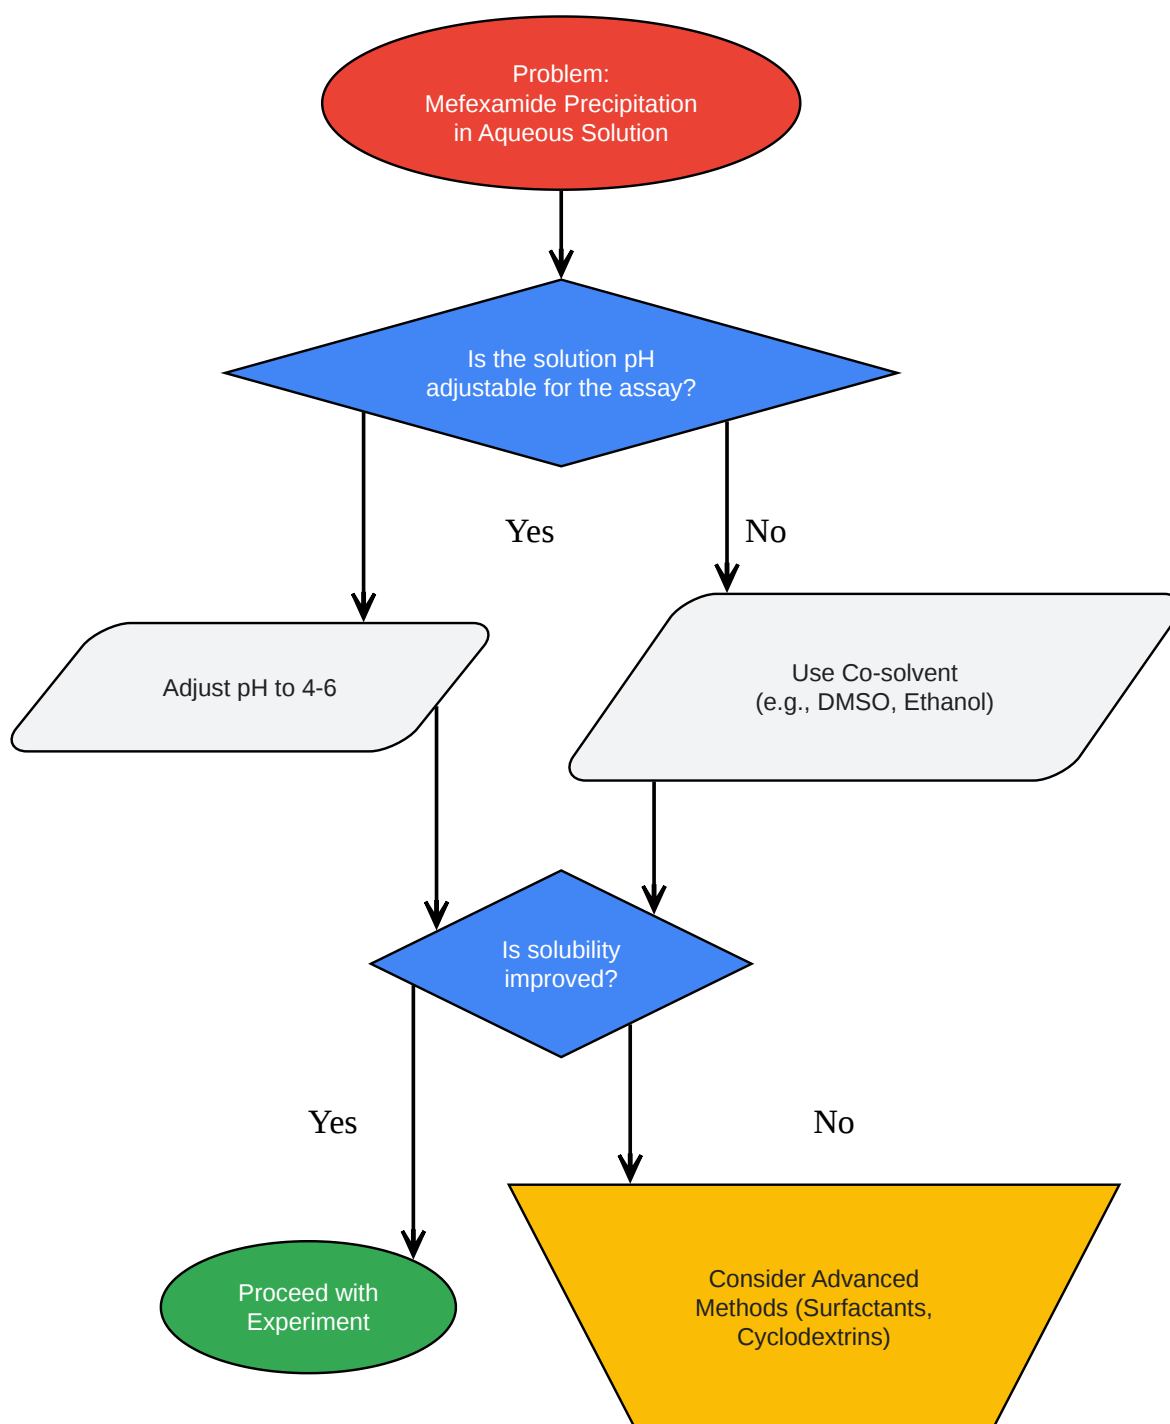 Problem:
Mefexamide Precipitation
in Aqueous Solution
Is the solution pH
adjustable for the assay?
Yes
No
Adjust pH to 4-6
Use Co-solvent
(e.g., DMSO, Ethanol)
Is solubility
improved?
Yes
No
Proceed with
Experiment
Consider Advanced
Methods (Surfactants,
Cyclodextrins)